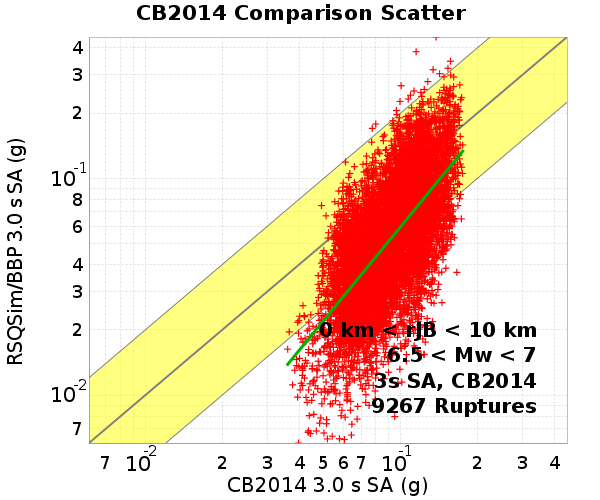 CB2014 Comparison Scatter
4
3
2
10-1
8
6
4
3
2
10-2
7
RSQSim/BBP 3.0 s SA (g)
0 km < rJB < 10 km
6.5 < Mw < 7
3s SA, CB2014
9267 Ruptures
7 10-2 2 3 4 5 6 7 10-1 2 3 4
CB2014 3.0 s SA (g)